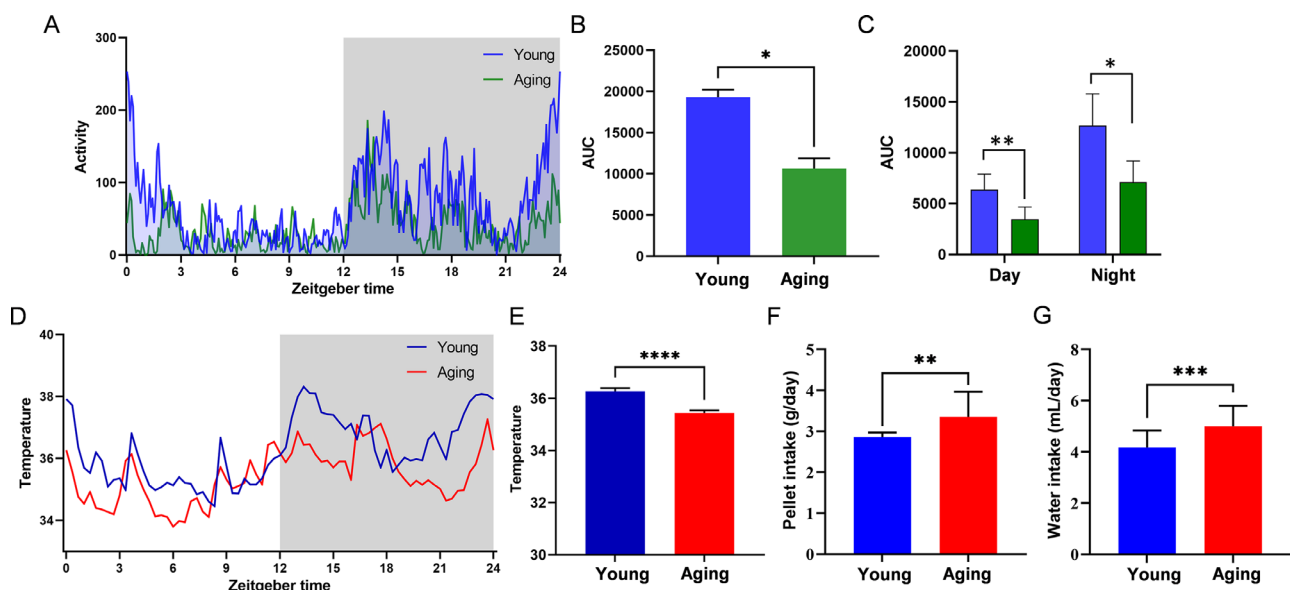 A
300
200
100
0
Activity
Young
Aging
0 3 6 9 12 15 18 21 24
Zeitgeber time
B
25000
20000
15000
10000
5000
0
AUC
*
Young Aging
C
20000
15000
10000
5000
0
AUC
**
*
Day Night
D
40
38
36
34
Temperature
Young
Aging
0 3 6 9 12 15 18 21 24
Zeitgeber time
E
38
36
34
32
30
Temperature
****
Young Aging
F
5
4
3
2
1
0
Pellet intake (g/day)
**
Young Aging
G
8
6
4
2
0
Water intake (mL/day)
***
Young Aging